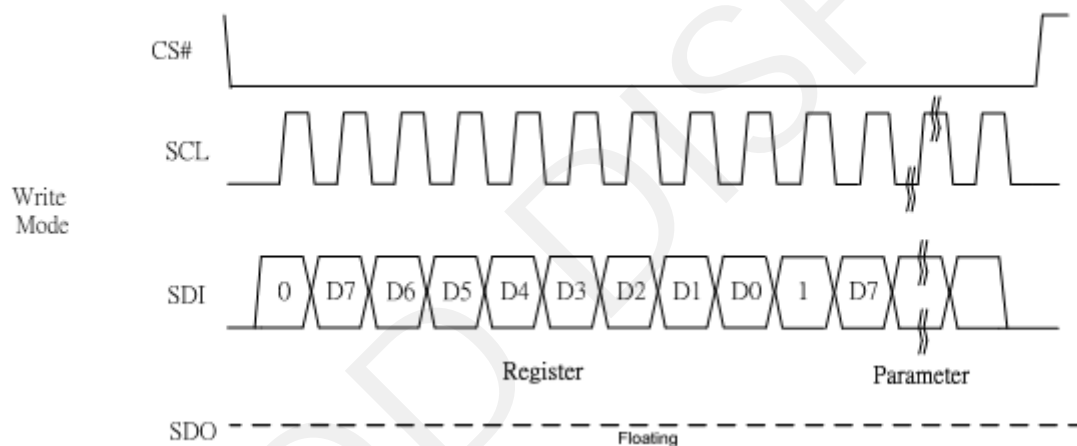 CS#
SCL
Write
Mode
SDI 0 D7 D6 D5 D4 D3 D2 D1 D0 1 D7
Register Parameter
SDO
Floating